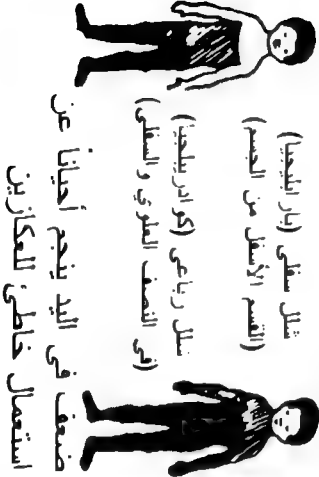 شلل سفلي (بارابليجيا)
(القسم الأسفل من الجسم)
شلل رباعي (كوادريبليجيا)
(في النصف العلوي و السفلي)
ضعف في اليد ينجم أحياناً عن
استعمال خاطئ للعكازين